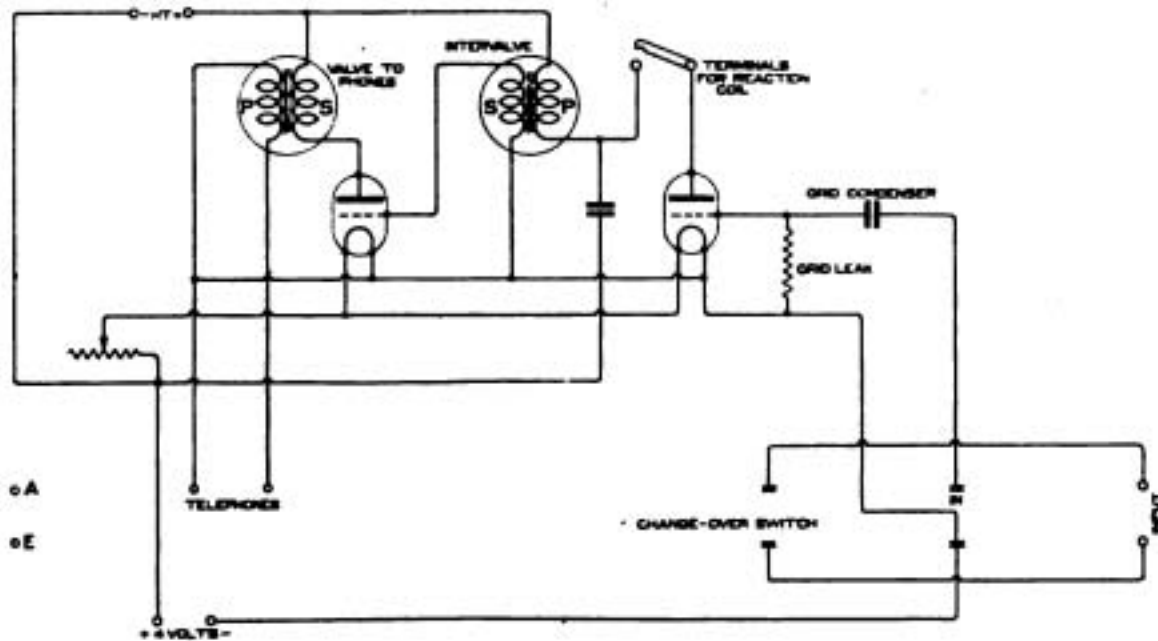 - HT +
INTERVALVE
VALVE TO
PHONES
P S
S P
TERMINALS
FOR REACTION
COIL
GRID CONDENSER
GRID LEAK
A
TELEPHONES
IN
INPUT
CHANGE-OVER SWITCH
E
+ 4 VOLTS -